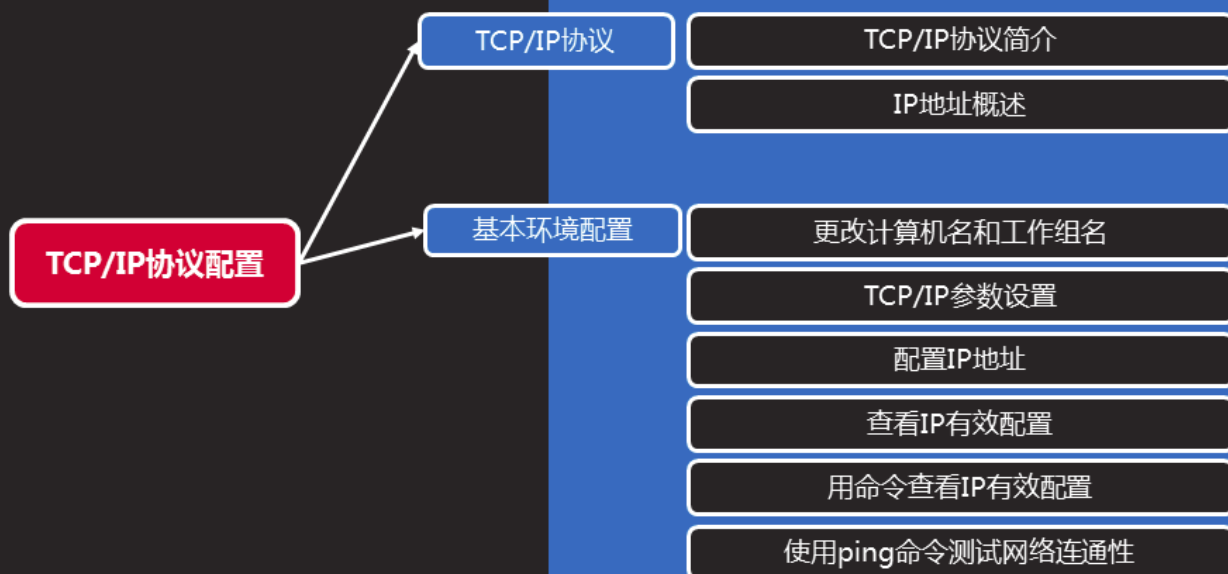 TCP/IP协议配置
TCP/IP协议
TCP/IP协议简介
IP地址概述
基本环境配置
更改计算机名和工作组名
TCP/IP参数设置
配置IP地址
查看IP有效配置
用命令查看IP有效配置
使用ping命令测试网络连通性